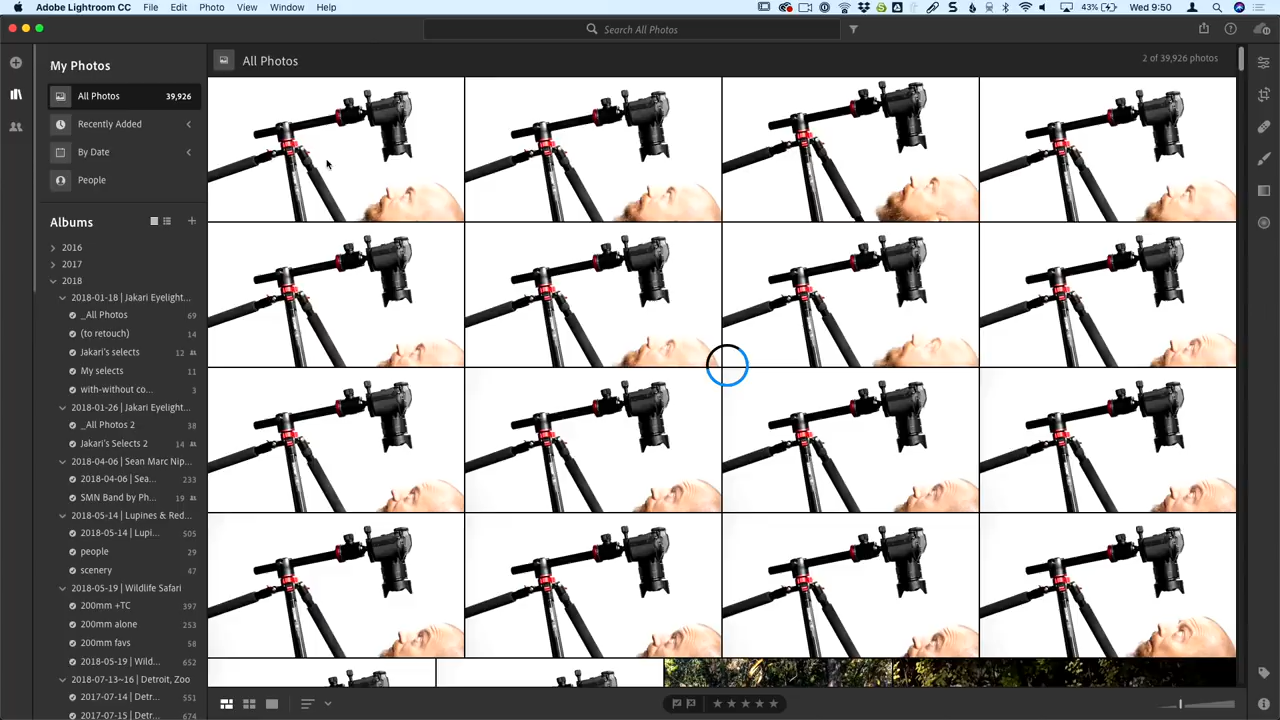 Adobe Lightroom CC File Edit Photo View Window Help 43% Wed 9:50
Search All Photos
My Photos
All Photos 39,926
Recently Added
By Date
People
Albums
2016
2017
2018
2018-01-18 | Jakari Eyelight...
_All Photos 69
(to retouch) 14
Jakari's selects 12
My selects 11
with-without co... 3
2018-01-26 | Jakari Eyelight...
_All Photos 2 38
Jakari's Selects 2 14
2018-04-06 | Sean Marc Nip...
2018-04-06 | Sea... 233
SMN Band by Ph... 19
2018-05-14 | Lupines & Red...
2018-05-14 | Lupi... 505
people 29
scenery 47
2018-05-19 | Wildlife Safari
200mm +TC 397
200mm alone 253
200mm favs 58
2018-05-19 | Wild... 652
2018-07-13~16 | Detroit, Zoo
2017-07-14 | Detr... 697
2017-07-15 | Detr... 674
All Photos
2 of 39,926 photos